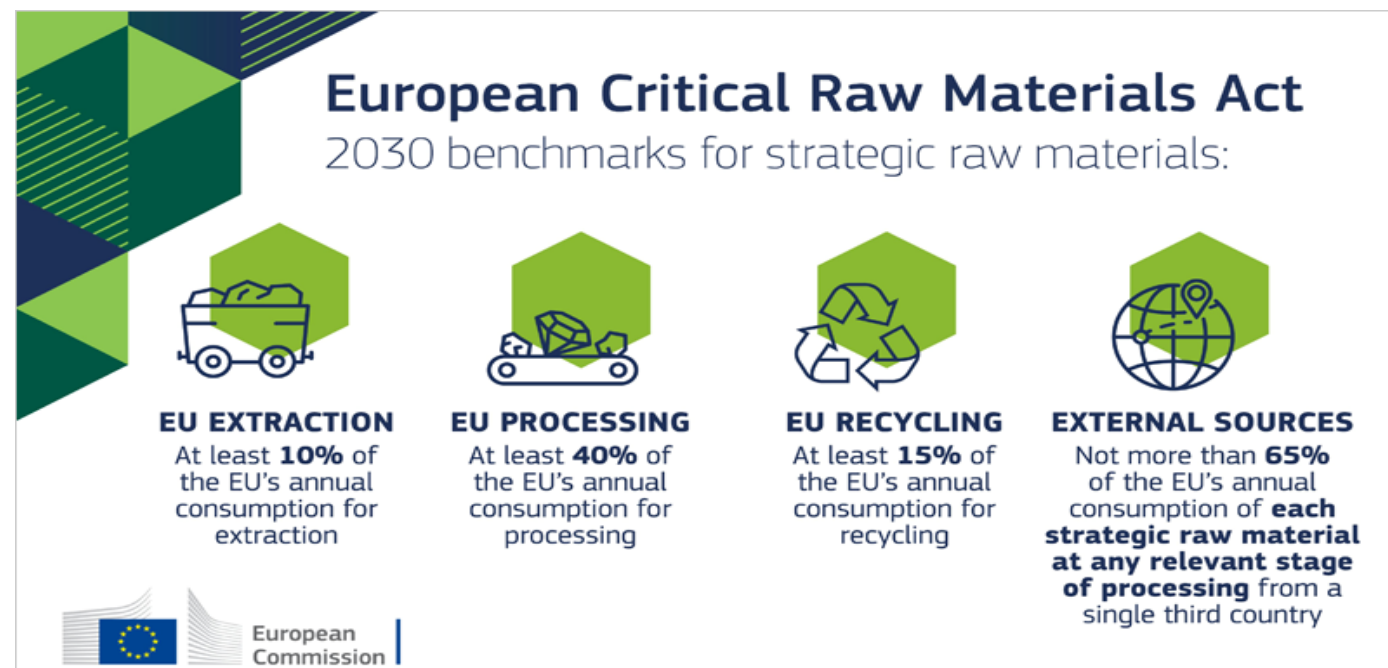 European Critical Raw Materials Act
2030 benchmarks for strategic raw materials:
EU EXTRACTION
At least 10% of
the EU's annual
consumption for
extraction
EU PROCESSING
At least 40% of
the EU's annual
consumption for
processing
EU RECYCLING
At least 15% of
the EU's annual
consumption for
recycling
EXTERNAL SOURCES
Not more than 65%
of the EU's annual
consumption of each
strategic raw material
at any relevant stage
of processing from a
single third country
European
Commission